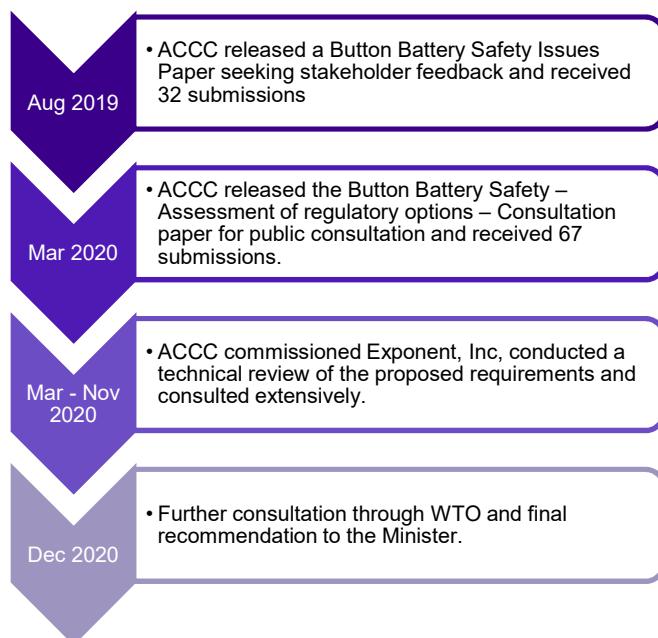 Aug 2019
• ACCC released a Button Battery Safety Issues
Paper seeking stakeholder feedback and received
32 submissions
Mar 2020
• ACCC released the Button Battery Safety –
Assessment of regulatory options – Consultation
paper for public consultation and received 67
submissions.
Mar - Nov
2020
• ACCC commissioned Exponent, Inc, conducted a
technical review of the proposed requirements and
consulted extensively.
Dec 2020
• Further consultation through WTO and final
recommendation to the Minister.